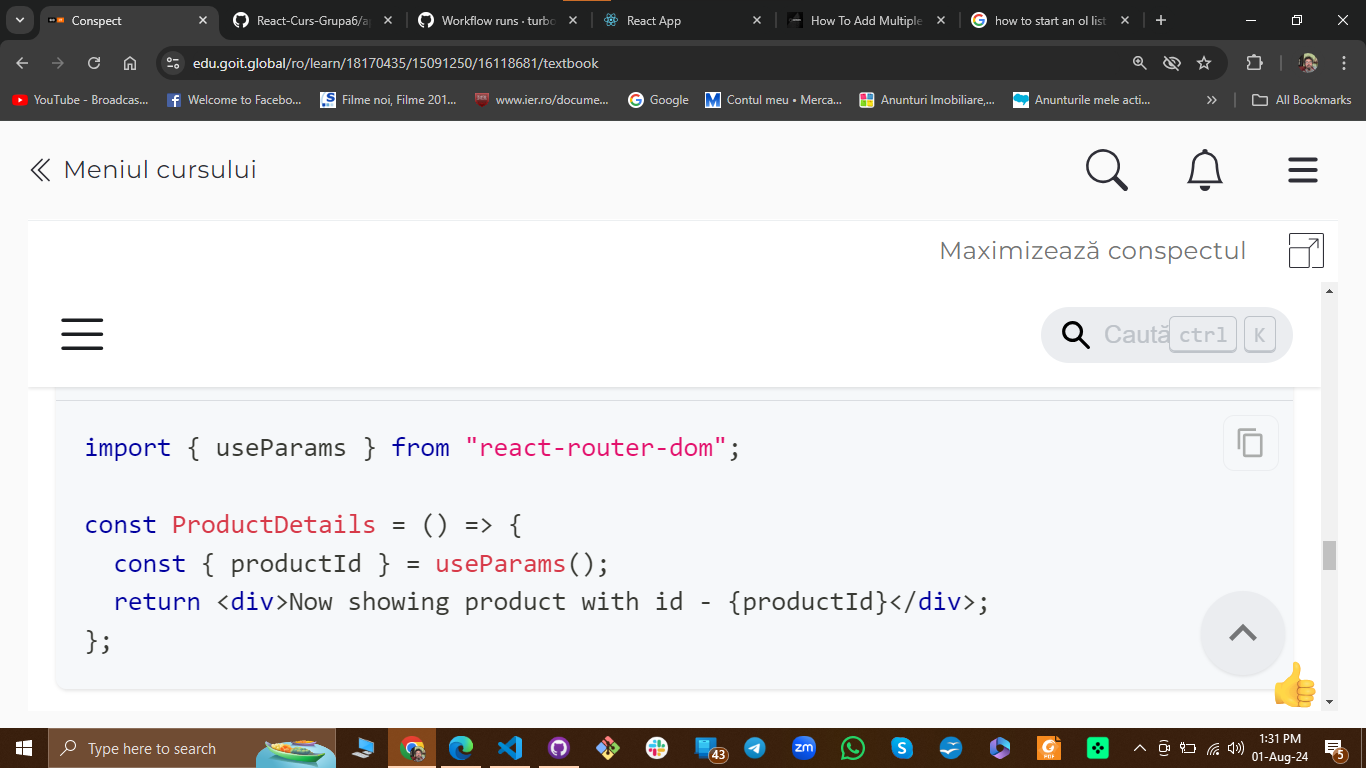 Conspect
React-Curs-Grupa6/a
Workflow runs · turbo
React App
How To Add Multiple
how to start an ol list
edu.goit.global/ro/learn/18170435/15091250/16118681/textbook
YouTube - Broadcas...
Welcome to Facebo...
Filme noi, Filme 201...
www.ier.ro/docume...
Google
Contul meu • Merca...
Anunturi Imobiliare,...
Anunturile mele acti...
All Bookmarks
Meniul cursului
Maximizează conspectul
Caută ctrl K
import { useParams } from "react-router-dom";
const ProductDetails = () => {
const { productId } = useParams();
return <div>Now showing product with id - {productId}</div>;
};
Type here to search
43
zm
1:31 PM
01-Aug-24
5